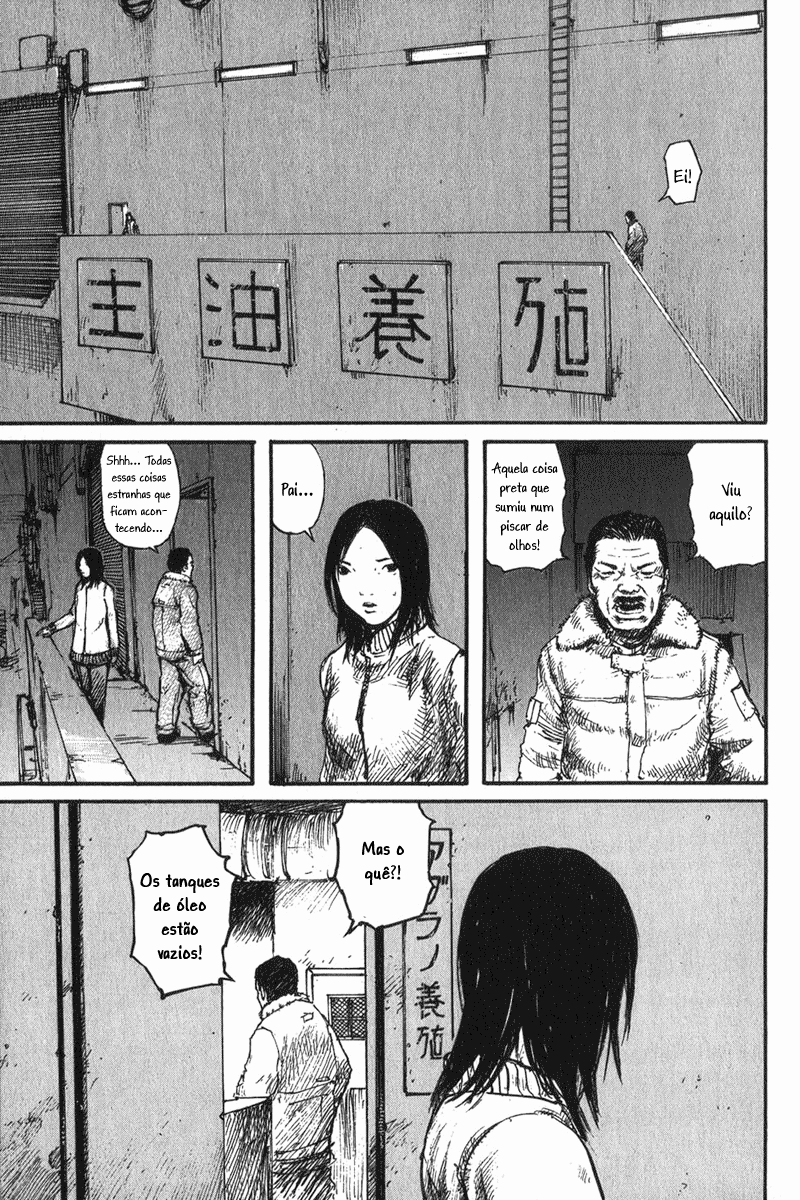 Ei!
主油養殖
Viu
aquilo?
Aquela coisa
preta que
sumiu num
piscar de
olhos!
Pai...
Shhh... Todas
essas coisas
estranhas que
ficam acon-
tecendo...
Mas o
quê?!
Os tanques
de óleo
estão
vazios!
アブラノ養殖